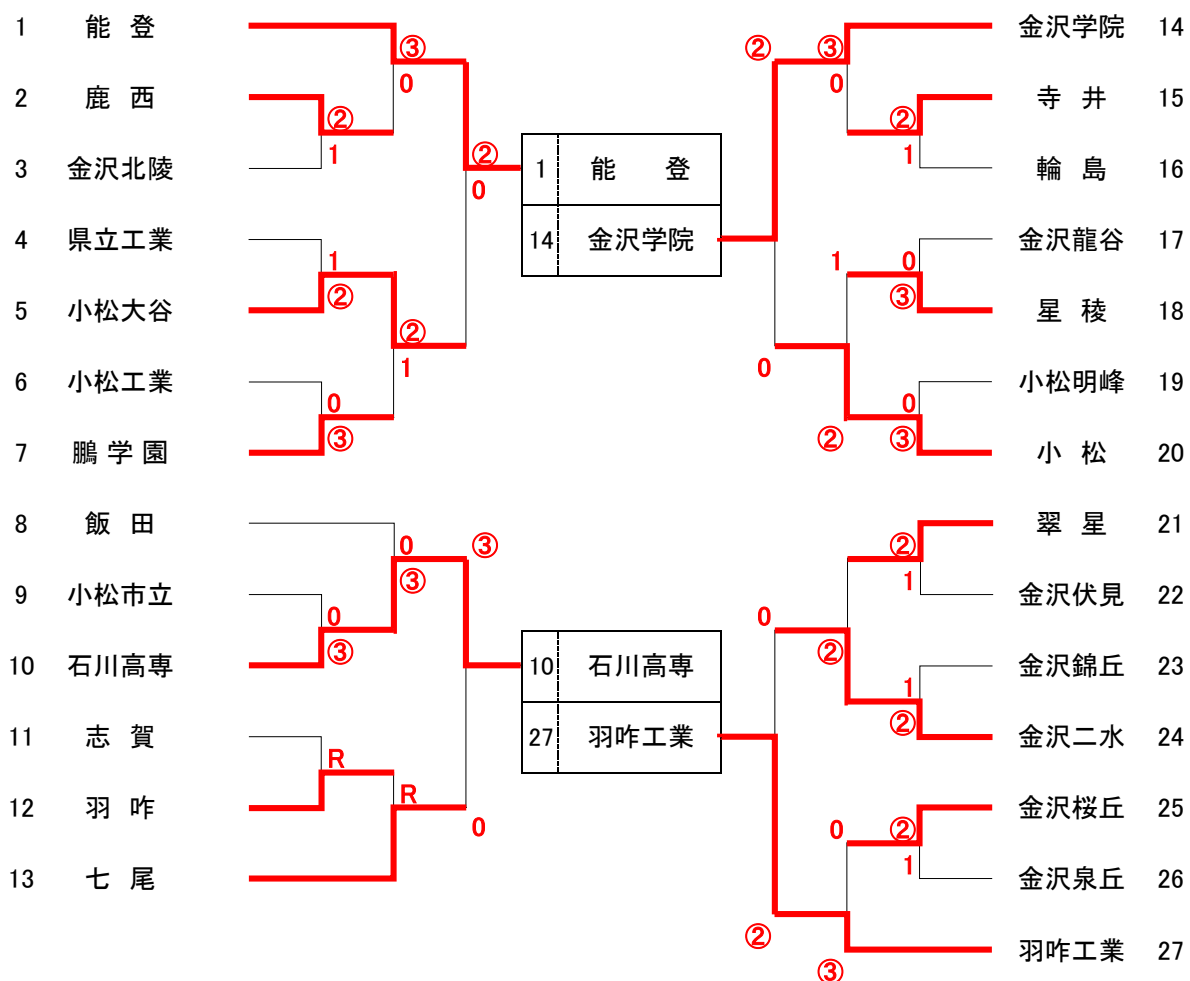 1 能登
③
0
2 鹿西
②
1
3 金沢北陵
②
0
4 県立工業
1
②
5 小松大谷
②
1
6 小松工業
0
③
7 鵬学園
8 飯田
0
③
③
9 小松市立
0
③
10 石川高専
11 志賀
R
12 羽咋
R
0
13 七尾
1 能登
14 金沢学院
10 石川高専
27 羽咋工業
金沢学院 14
②
③
0
寺井 15
②
1
輪島 16
金沢龍谷 17
1
0
③
星稜 18
0
小松明峰 19
0
②
③
小松 20
翠星 21
②
1
金沢伏見 22
0
②
金沢錦丘 23
1
②
金沢二水 24
金沢桜丘 25
0
②
1
金沢泉丘 26
②
③
羽咋工業 27